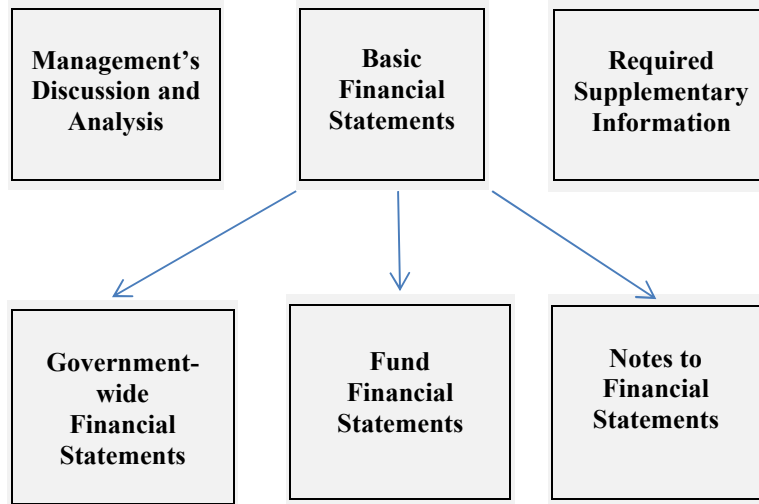 Management’s
Discussion and
Analysis
Basic
Financial
Statements
Required
Supplementary
Information
Government-
wide
Financial
Statements
Fund
Financial
Statements
Notes to
Financial
Statements